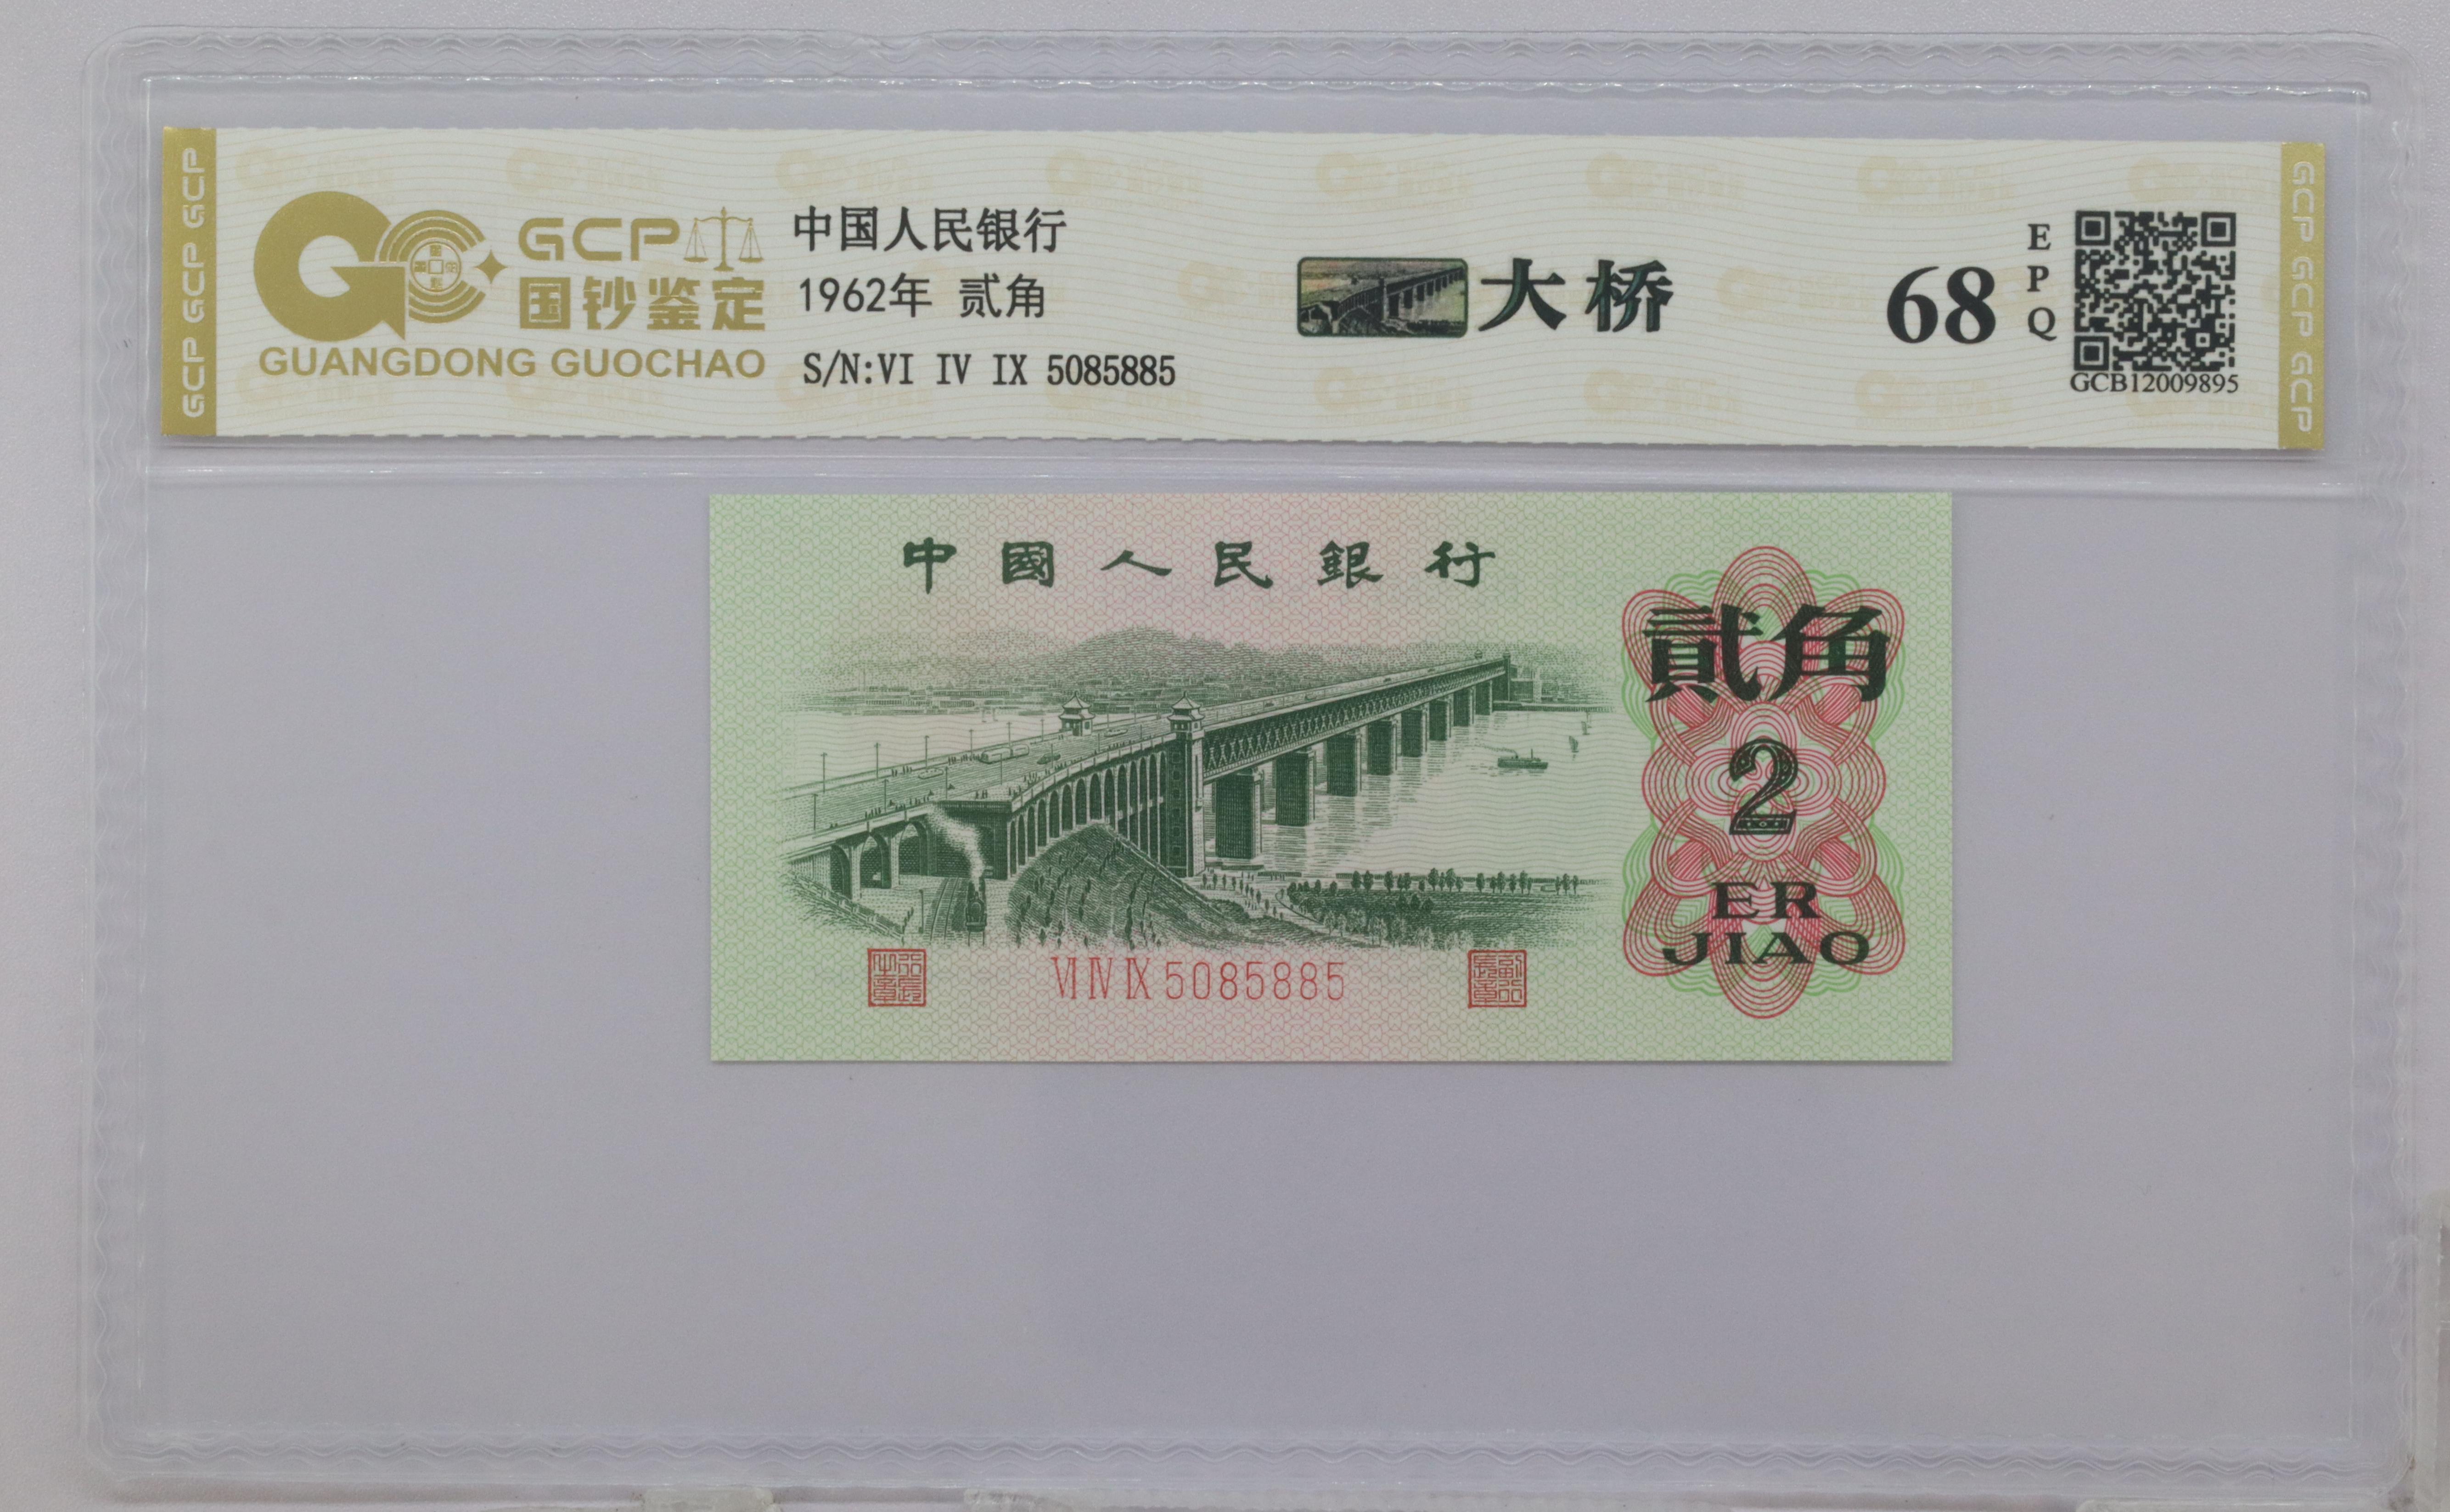 GCP GCP GCP
GCP
国钞鉴定
GUANGDONG GUOCHAO
中国人民银行
1962年 贰角
S/N:VI IV IX 5085885
大桥
68
EPQ
GCB12009895
GCP GCP GCP
中國人民銀行
貳角
2
ER
JIAO
VI IV IX 5085885